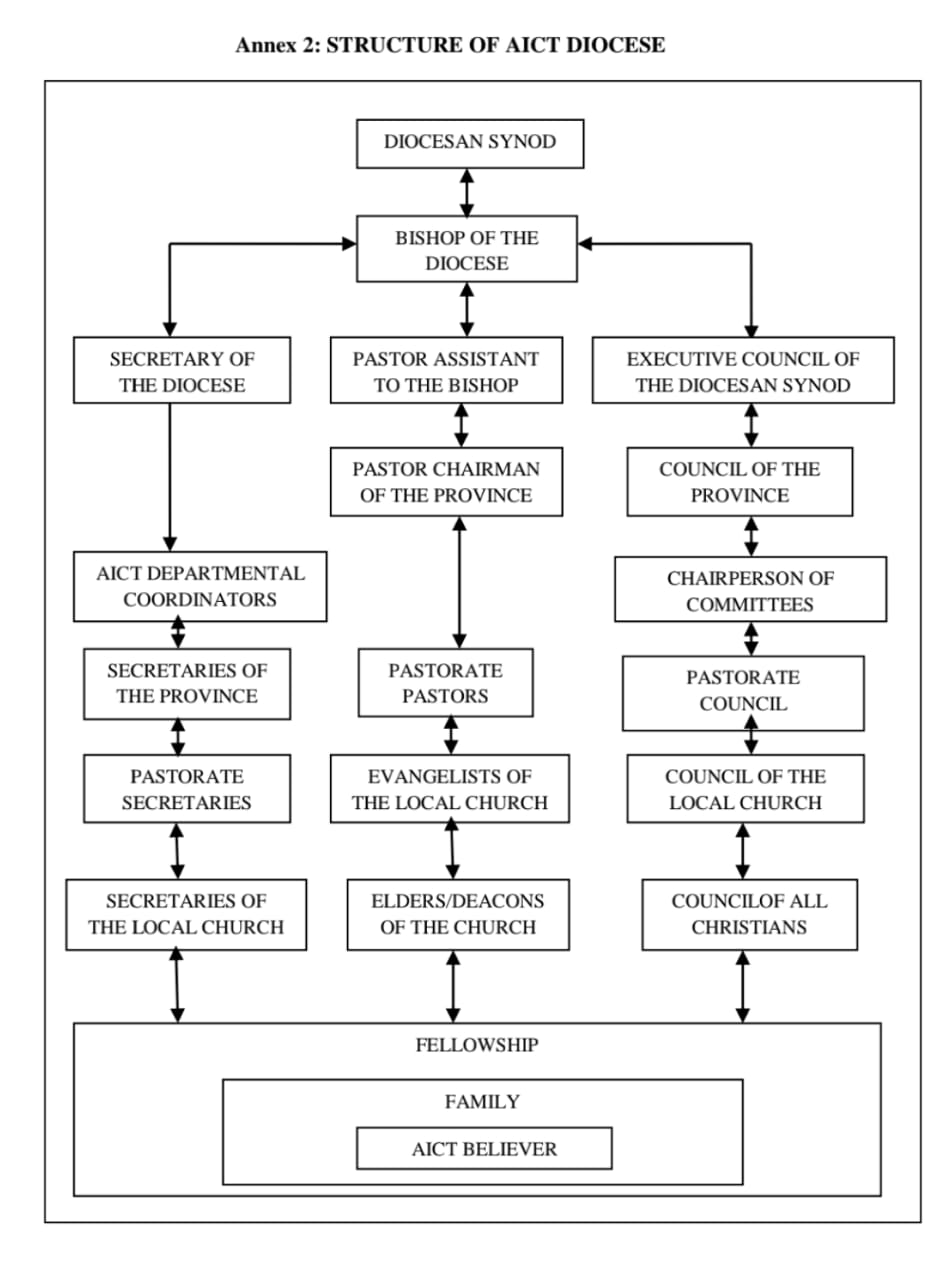 Annex 2: STRUCTURE OF AICT DIOCESE
DIOCESAN SYNOD
BISHOP OF THE
DIOCESE
SECRETARY OF
THE DIOCESE
PASTOR ASSISTANT
TO THE BISHOP
EXECUTIVE COUNCIL OF
THE DIOCESAN SYNOD
PASTOR CHAIRMAN
OF THE PROVINCE
COUNCIL OF THE
PROVINCE
AICT DEPARTMENTAL
COORDINATORS
CHAIRPERSON OF
COMMITTEES
SECRETARIES OF
THE PROVINCE
PASTORATE
PASTORS
PASTORATE
COUNCIL
PASTORATE
SECRETARIES
EVANGELISTS OF
THE LOCAL CHURCH
COUNCIL OF THE
LOCAL CHURCH
SECRETARIES OF
THE LOCAL CHURCH
ELDERS/DEACONS
OF THE CHURCH
COUNCILOF ALL
CHRISTIANS
FELLOWSHIP
FAMILY
AICT BELIEVER